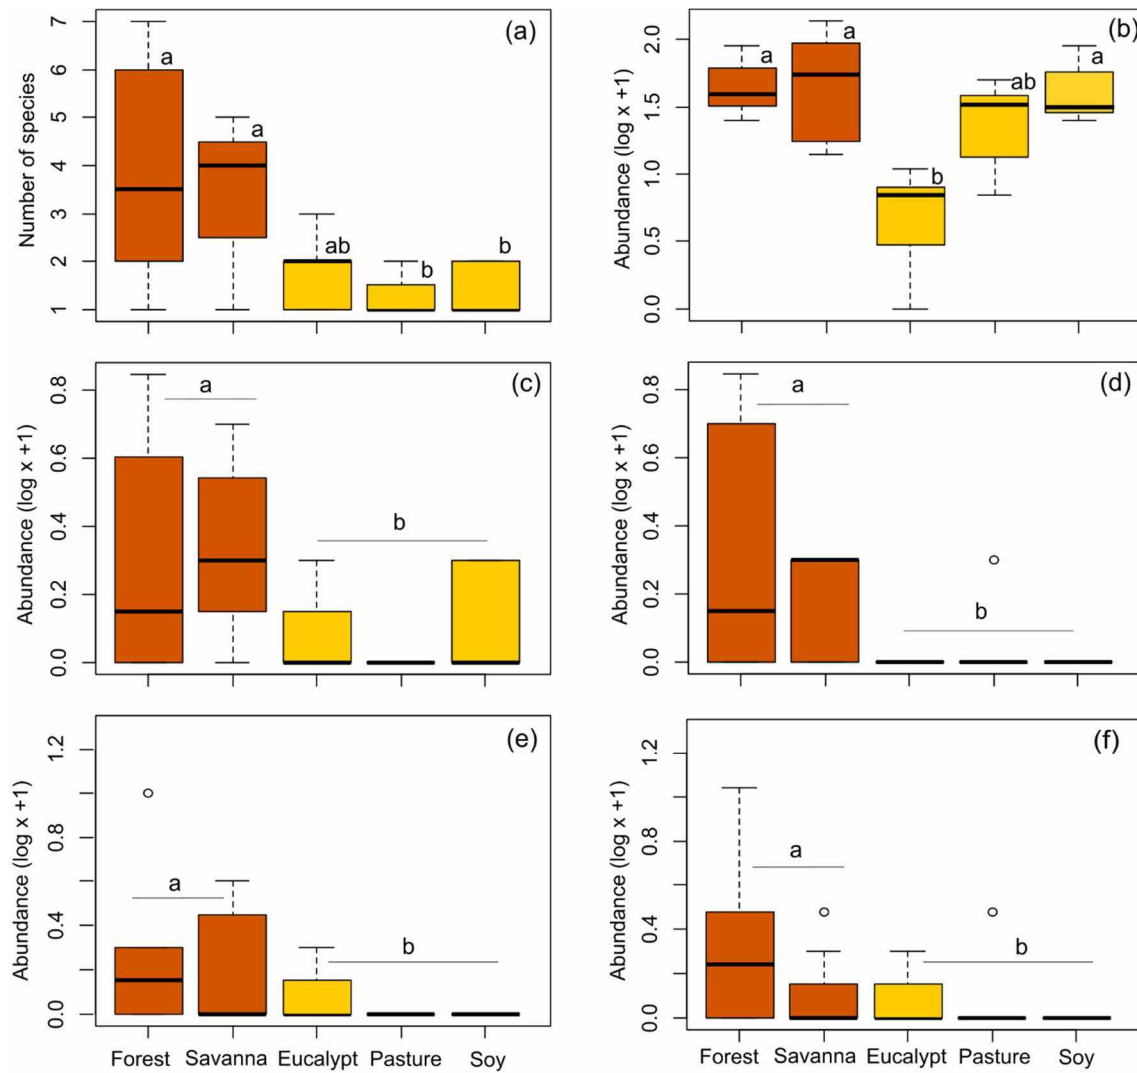 (a)
Number of species
7
6
5
4
3
2
1
a
a
ab
b
b
(b)
Abundance (log x +1)
2.0
1.5
1.0
0.5
0.0
a
a
b
ab
a
(c)
Abundance (log x +1)
0.8
0.6
0.4
0.2
0.0
a
b
(d)
Abundance (log x +1)
0.8
0.6
0.4
0.2
0.0
a
b
(e)
Abundance (log x +1)
1.2
0.8
0.4
0.0
a
b
Forest Savanna Eucalypt Pasture Soy
(f)
Abundance (log x +1)
1.2
0.8
0.4
0.0
a
b
Forest Savanna Eucalypt Pasture Soy